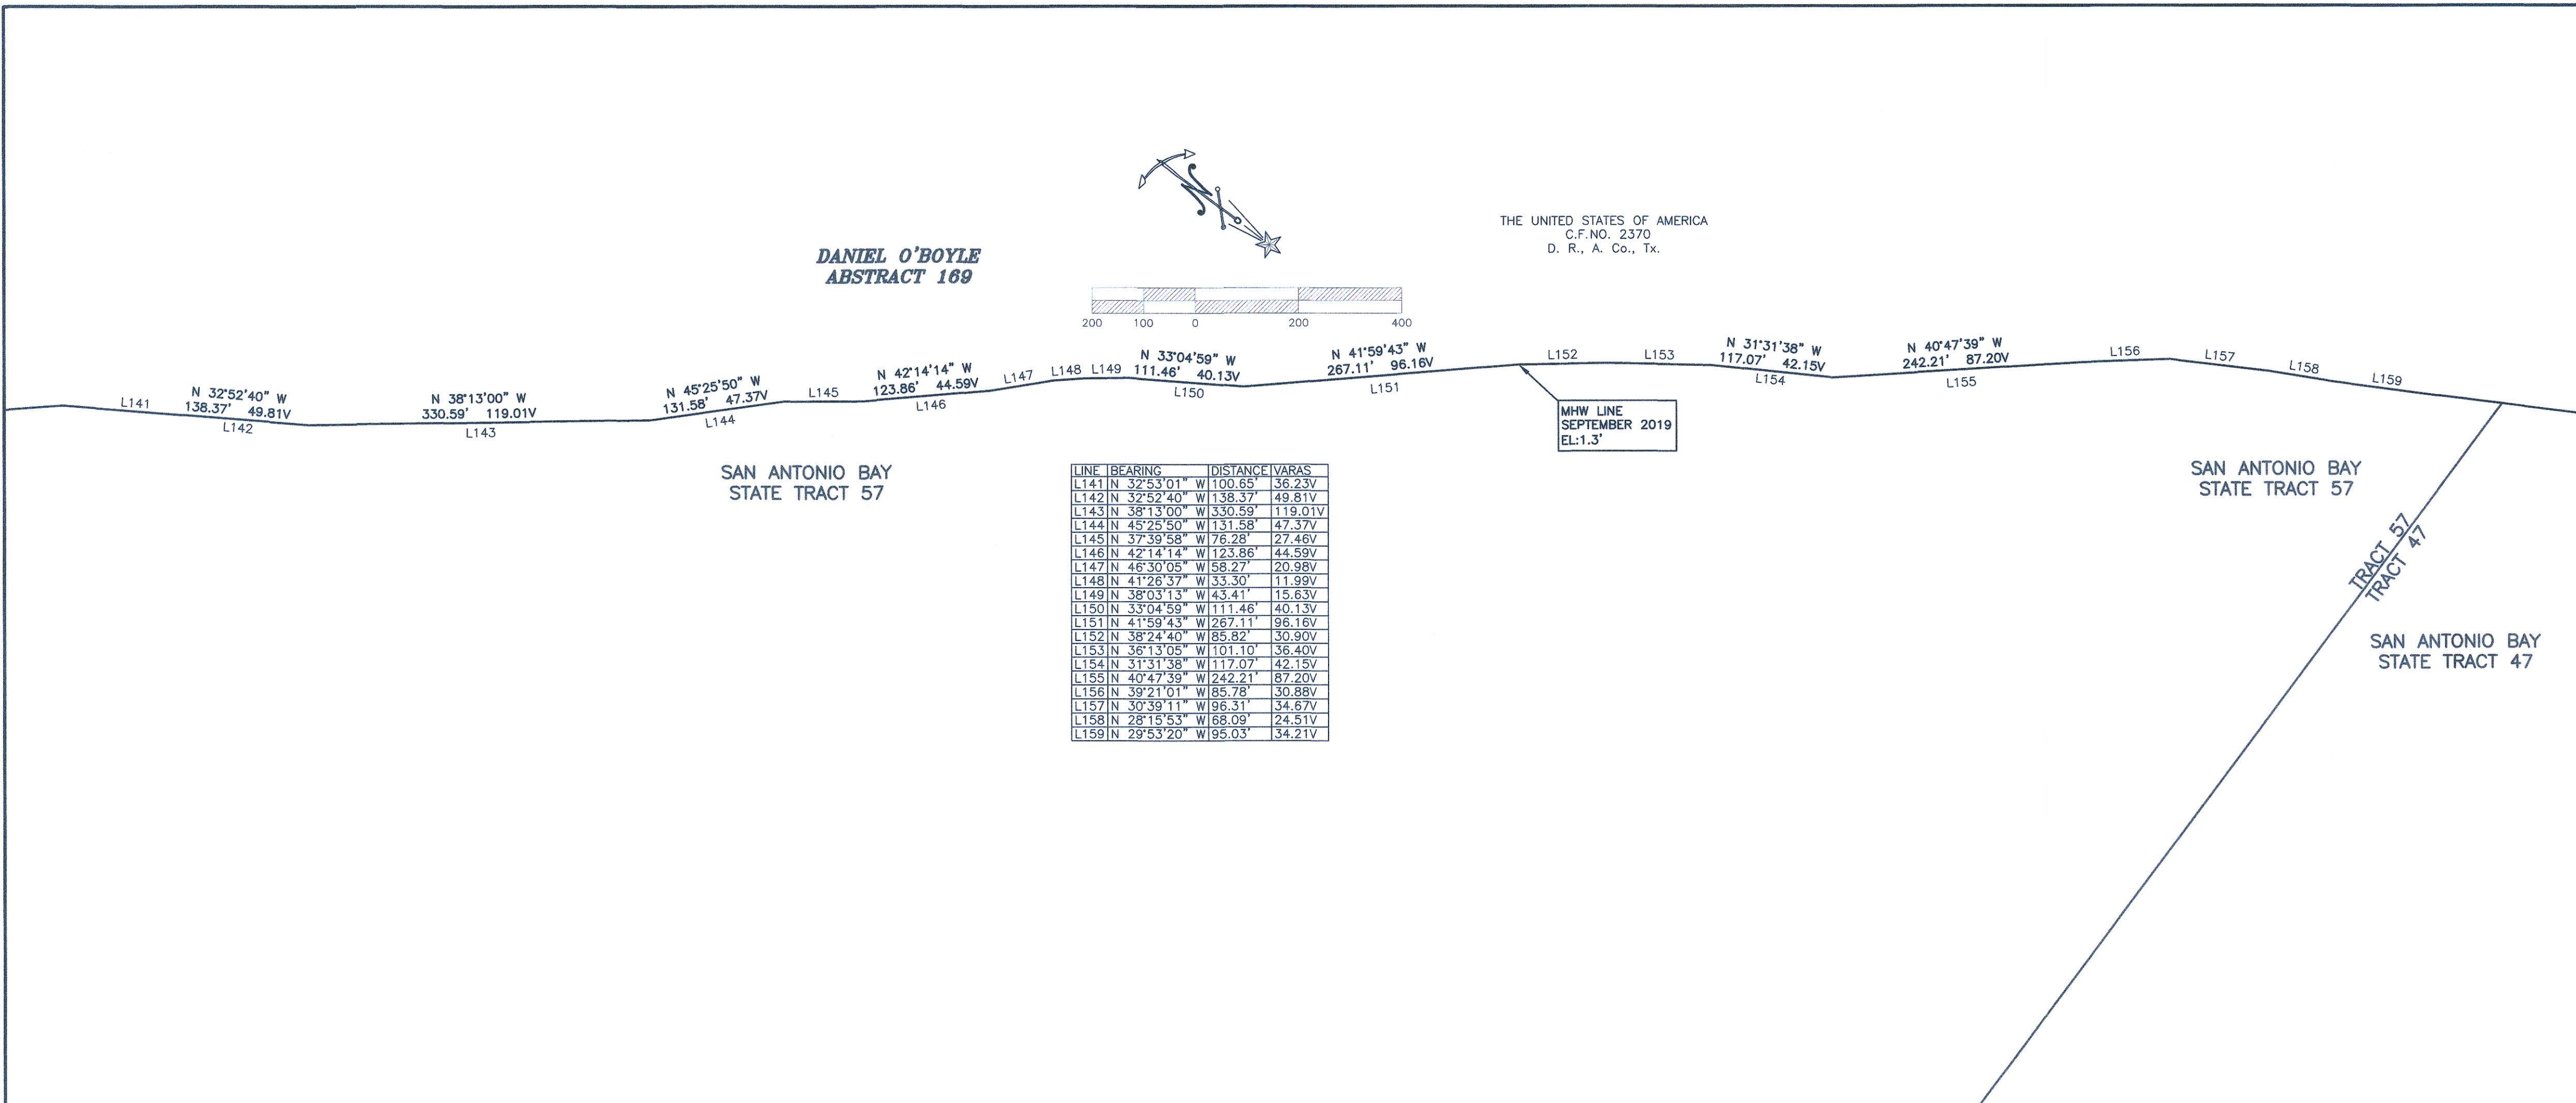 DANIEL O'BOYLE
ABSTRACT 169
N
THE UNITED STATES OF AMERICA
C.F.NO. 2370
D. R., A. Co., Tx.
200 100 0 200 400
L141
N 32°52'40" W
138.37' 49.81V
L142
N 38°13'00" W
330.59' 119.01V
L143
N 45°25'50" W
131.58' 47.37V
L144
L145
N 42°14'14" W
123.86' 44.59V
L146
L147
L148
L149
N 33°04'59" W
111.46' 40.13V
L150
N 41°59'43" W
267.11' 96.16V
L151
L152
L153
N 31°31'38" W
117.07' 42.15V
L154
N 40°47'39" W
242.21' 87.20V
L155
L156
L157
L158
L159
MHW LINE
SEPTEMBER 2019
EL:1.3'
SAN ANTONIO BAY
STATE TRACT 57
LINE BEARING DISTANCE VARAS
L141 N 32°53'01" W 100.65' 36.23V
L142 N 32°52'40" W 138.37' 49.81V
L143 N 38°13'00" W 330.59' 119.01V
L144 N 45°25'50" W 131.58' 47.37V
L145 N 37°39'58" W 76.28' 27.46V
L146 N 42°14'14" W 123.86' 44.59V
L147 N 46°30'05" W 58.27' 20.98V
L148 N 41°26'37" W 33.30' 11.99V
L149 N 38°03'13" W 43.41' 15.63V
L150 N 33°04'59" W 111.46' 40.13V
L151 N 41°59'43" W 267.11' 96.16V
L152 N 38°24'40" W 85.82' 30.90V
L153 N 36°13'05" W 101.10' 36.40V
L154 N 31°31'38" W 117.07' 42.15V
L155 N 40°47'39" W 242.21' 87.20V
L156 N 39°21'01" W 85.78' 30.88V
L157 N 30°39'11" W 96.31' 34.67V
L158 N 28°15'53" W 68.09' 24.51V
L159 N 29°53'20" W 95.03' 34.21V
SAN ANTONIO BAY
STATE TRACT 57
TRACT 57
TRACT 47
SAN ANTONIO BAY
STATE TRACT 47